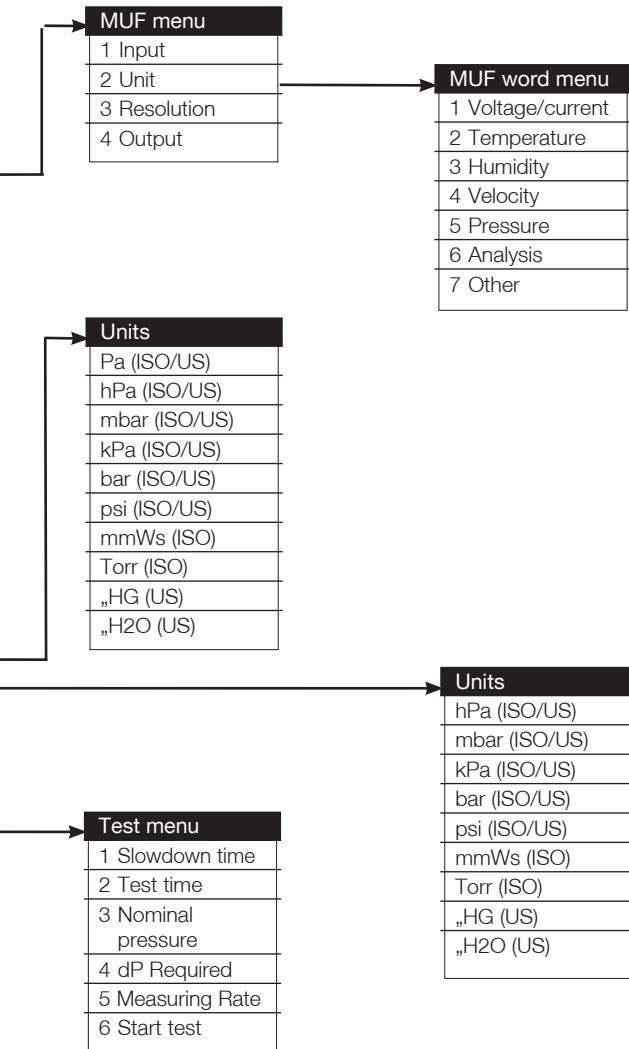 MUF menu
1 Input
2 Unit
3 Resolution
4 Output
MUF word menu
1 Voltage/current
2 Temperature
3 Humidity
4 Velocity
5 Pressure
6 Analysis
7 Other
Units
Pa (ISO/US)
hPa (ISO/US)
mbar (ISO/US)
kPa (ISO/US)
bar (ISO/US)
psi (ISO/US)
mmWs (ISO)
Torr (ISO)
„HG (US)
„H2O (US)
Units
hPa (ISO/US)
mbar (ISO/US)
kPa (ISO/US)
bar (ISO/US)
psi (ISO/US)
mmWs (ISO)
Torr (ISO)
„HG (US)
„H2O (US)
Test menu
1 Slowdown time
2 Test time
3 Nominal
pressure
4 dP Required
5 Measuring Rate
6 Start test